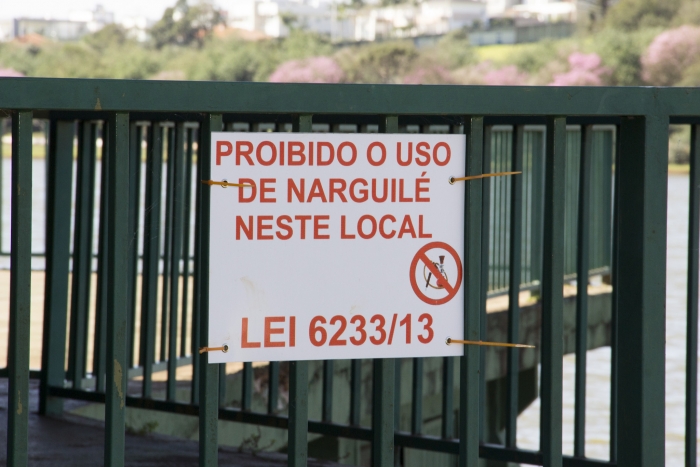 PROIBIDO O USO
DE NARGUILÉ
NESTE LOCAL
LEI 6233/13